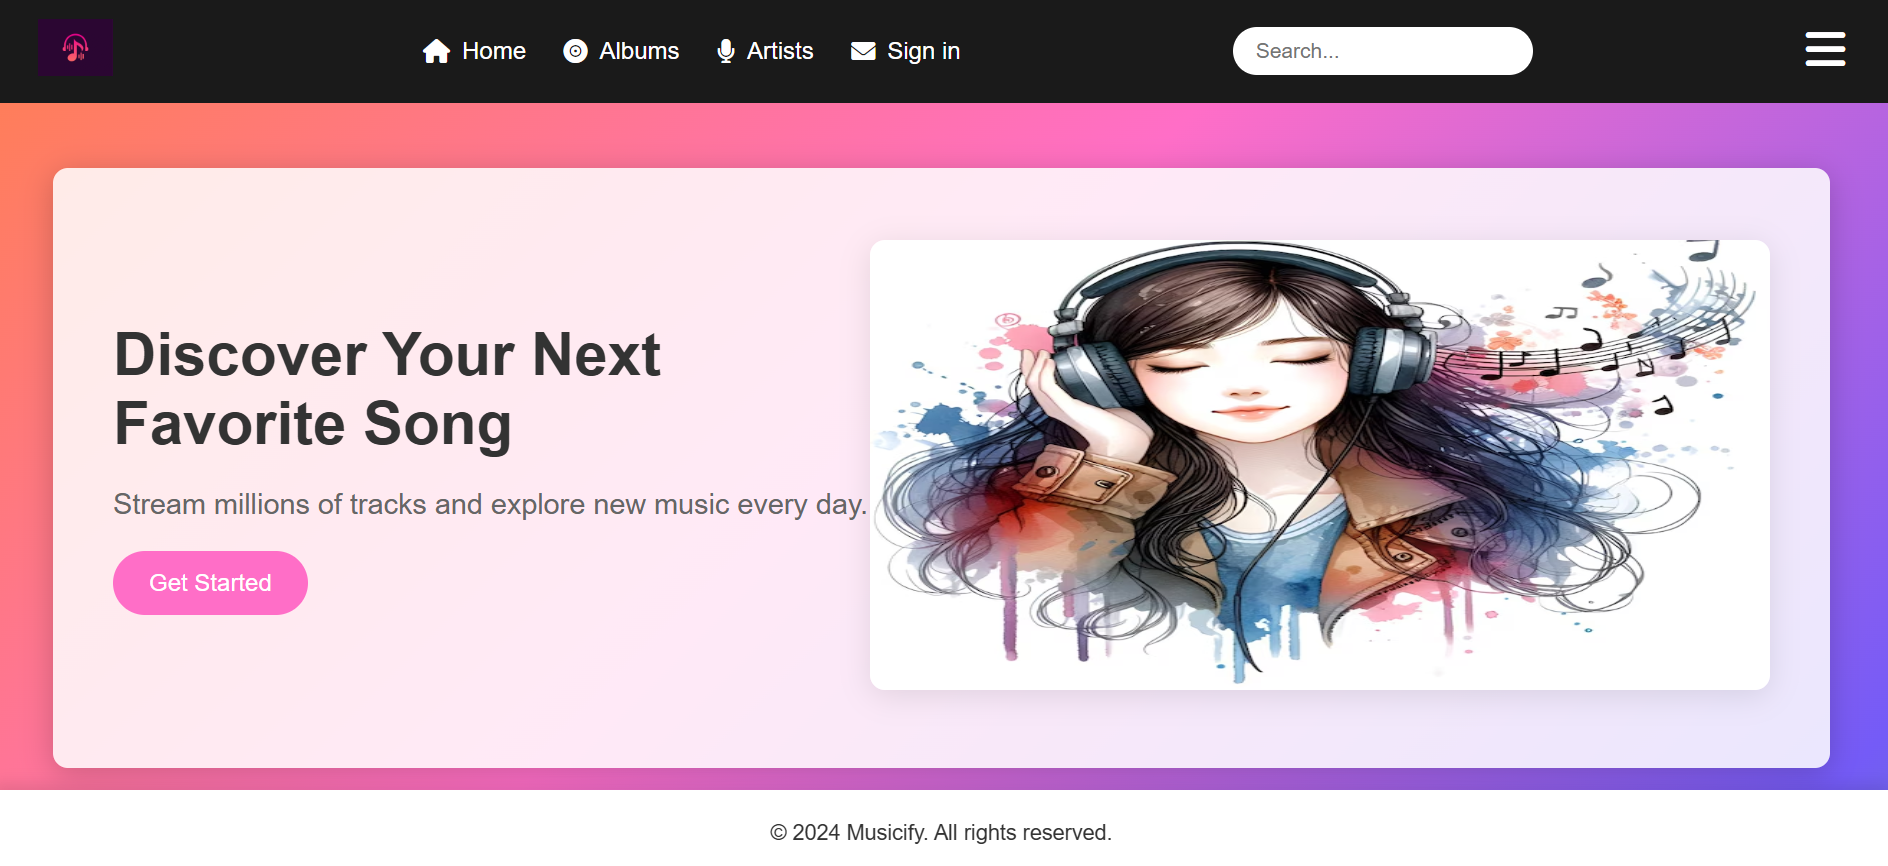 Home
Albums
Artists
Sign in
Search...
Discover Your Next
Favorite Song
Stream millions of tracks and explore new music every day.
Get Started
© 2024 Musicify. All rights reserved.